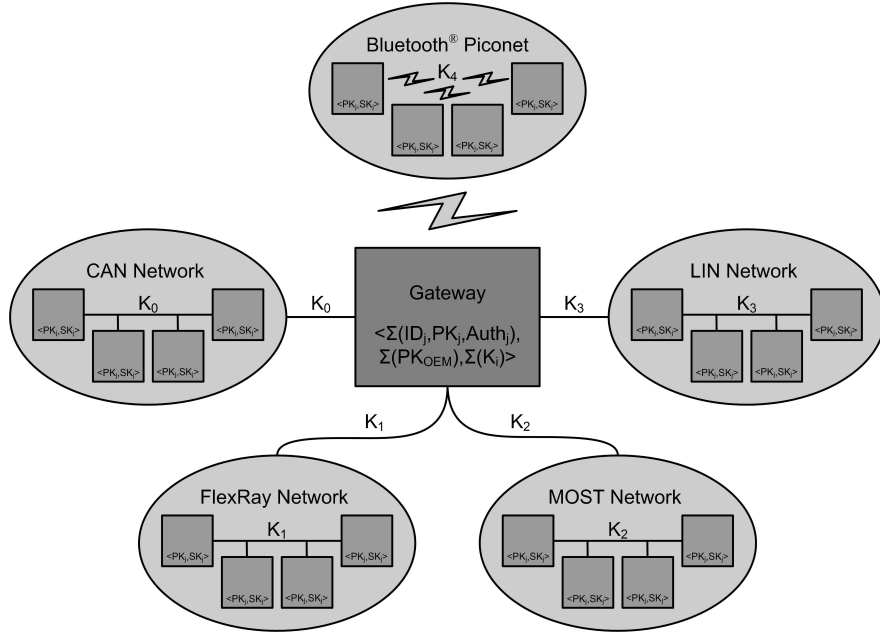 Bluetooth® Piconet
K4
<PKj,SKj>
<PKj,SKj>
<PKj,SKj>
<PKj,SKj>
CAN Network
K0
<PKj,SKj>
<PKj,SKj>
<PKj,SKj>
<PKj,SKj>
K0
Gateway
<Σ(IDj,PKj,Authj),
Σ(PKOEM),Σ(Ki)>
K3
LIN Network
K3
<PKj,SKj>
<PKj,SKj>
<PKj,SKj>
<PKj,SKj>
K1
K2
FlexRay Network
K1
<PKj,SKj>
<PKj,SKj>
<PKj,SKj>
<PKj,SKj>
MOST Network
K2
<PKj,SKj>
<PKj,SKj>
<PKj,SKj>
<PKj,SKj>